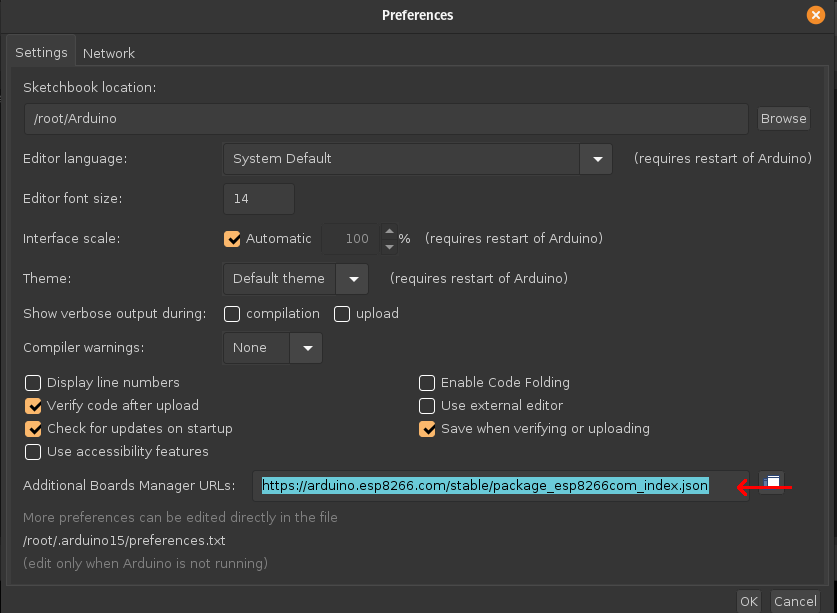 Preferences
Settings Network
Sketchbook location:
/root/Arduino Browse
Editor language: System Default (requires restart of Arduino)
Editor font size: 14
Interface scale: Automatic 100 % (requires restart of Arduino)
Theme: Default theme (requires restart of Arduino)
Show verbose output during: compilation upload
Compiler warnings: None
Display line numbers Enable Code Folding
Verify code after upload Use external editor
Check for updates on startup Save when verifying or uploading
Use accessibility features
Additional Boards Manager URLs: https://arduino.esp8266.com/stable/package_esp8266com_index.json
More preferences can be edited directly in the file
/root/.arduino15/preferences.txt
(edit only when Arduino is not running)
OK Cancel